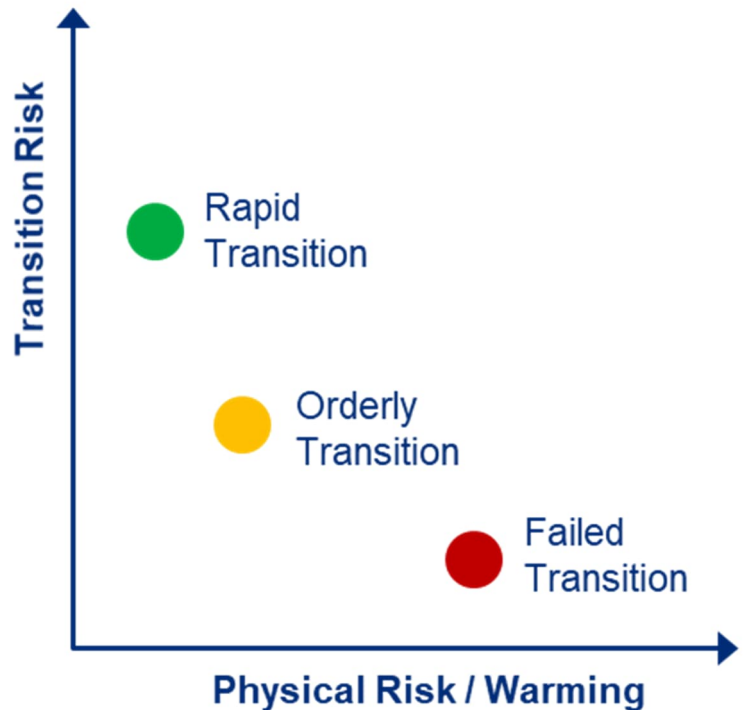 Transition Risk
Rapid
Transition
Orderly
Transition
Failed
Transition
Physical Risk / Warming